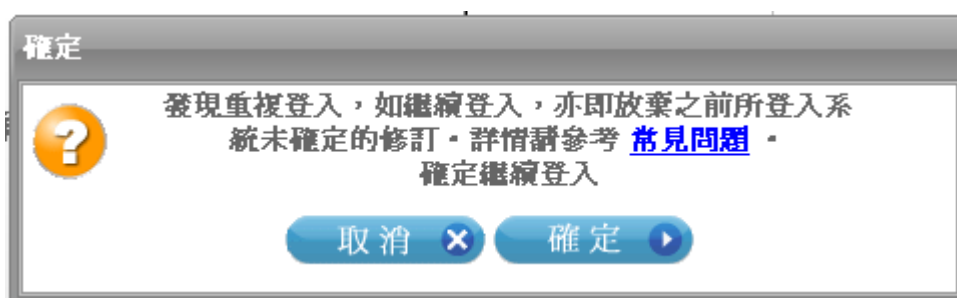 確定
發現重複登入，如繼續登入，亦即放棄之前所登入系
統未確定的修訂。詳情請參考 常見問題 。
確定繼續登入
取消 確定